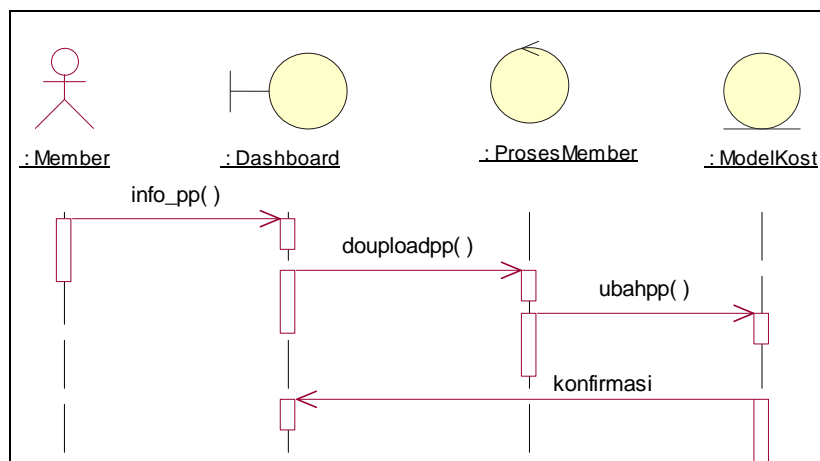 : Member
: Dashboard
: ProsesMember
: ModelKost
info_pp( )
douploadpp( )
ubahpp( )
konfirmasi